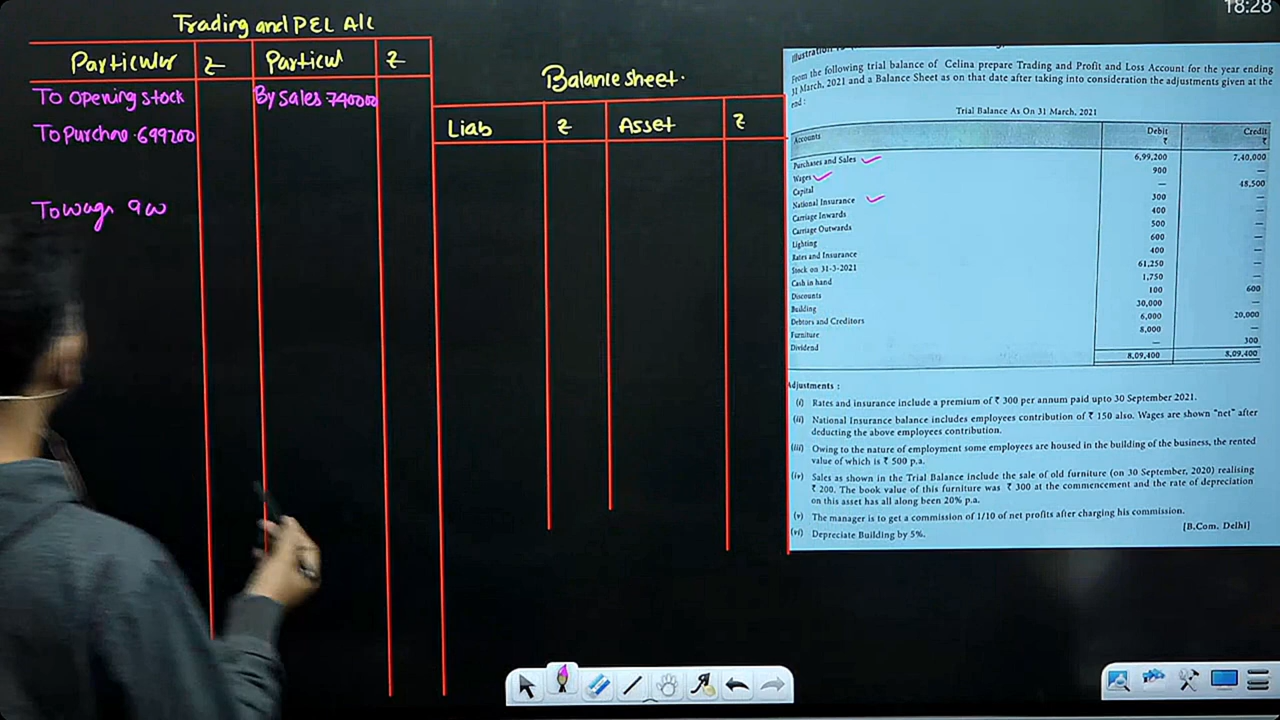 18:28
Trading and P&L A/c
Particular ₹ Particul ₹
To opening stock By Sales 740000
To Purchase 699200
To wages 900
Balance sheet.
Liab ₹ Asset ₹
From the following trial balance of Celina prepare Trading and Profit and Loss Account for the year ending
31 March, 2021 and a Balance Sheet as on that date after taking into consideration the adjustments given at the
end :
Trial Balance As On 31 March, 2021
Accounts Debit ₹ Credit ₹
Purchases and Sales 6,99,200 7,40,000
Wages 900 —
Capital — 48,500
National Insurance 300 —
Carriage Inwards 400 —
Carriage Outwards 500 —
Lighting 600 —
Rates and Insurance 400 —
Stock on 31-3-2021 61,250 —
Cash in hand 1,750 —
Discounts 100 600
Building 30,000 —
Debtors and Creditors 6,000 20,000
Furniture 8,000 —
Dividend — 300
8,09,400 8,09,400
Adjustments :
(i) Rates and insurance include a premium of ₹ 300 per annum paid upto 30 September 2021.
(ii) National Insurance balance includes employees contribution of ₹ 150 also. Wages are shown "net" after
deducting the above employees contribution.
(iii) Owing to the nature of employment some employees are housed in the building of the business, the rented
value of which is ₹ 500 p.a.
(iv) Sales as shown in the Trial Balance include the sale of old furniture (on 30 September, 2020) realising
₹ 200. The book value of this furniture was ₹ 300 at the commencement and the rate of depreciation
on this asset has all along been 20% p.a.
(v) The manager is to get a commission of 1/10 of net profits after charging his commission.
[B.Com. Delhi]
(vi) Depreciate Building by 5%.